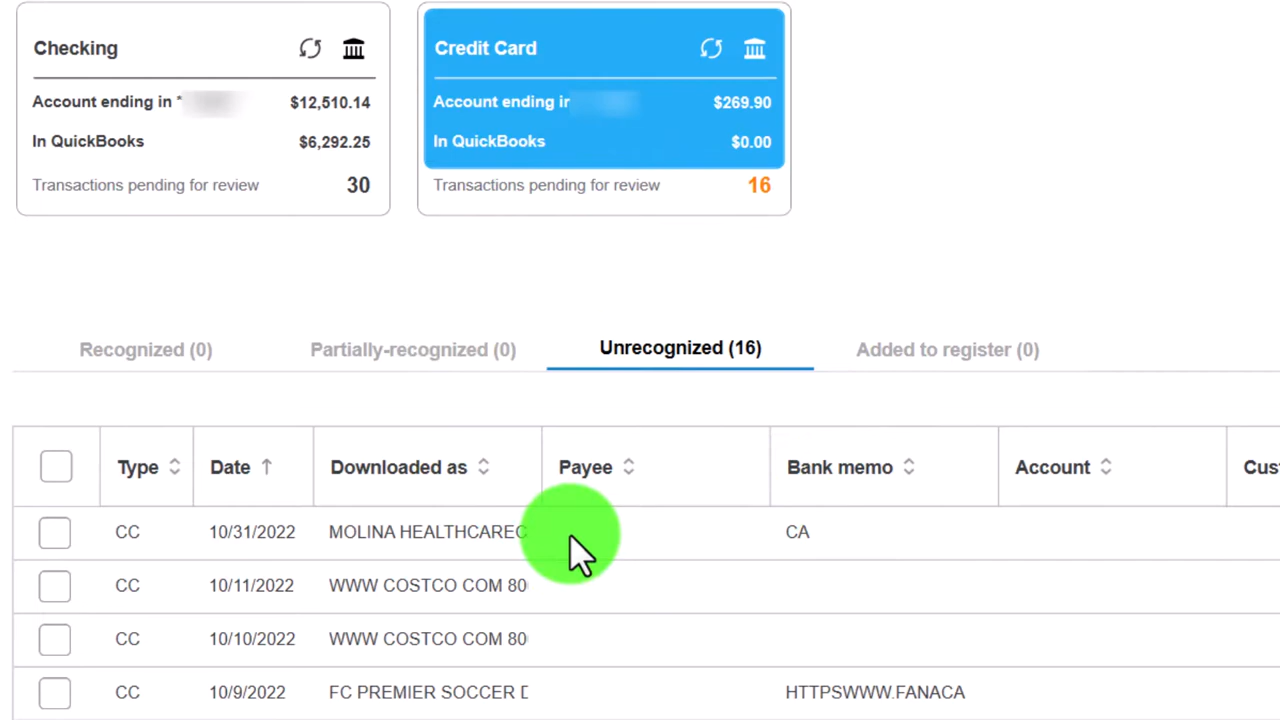 Checking
Account ending in * $12,510.14
In QuickBooks $6,292.25
Transactions pending for review 30
Credit Card
Account ending in $269.90
In QuickBooks $0.00
Transactions pending for review 16
Recognized (0) Partially-recognized (0) Unrecognized (16) Added to register (0)
Type Date Downloaded as Payee Bank memo Account Cus
CC 10/31/2022 MOLINA HEALTHCAREC CA
CC 10/11/2022 WWW COSTCO COM 80
CC 10/10/2022 WWW COSTCO COM 80
CC 10/9/2022 FC PREMIER SOCCER D HTTPSWWW.FANACA